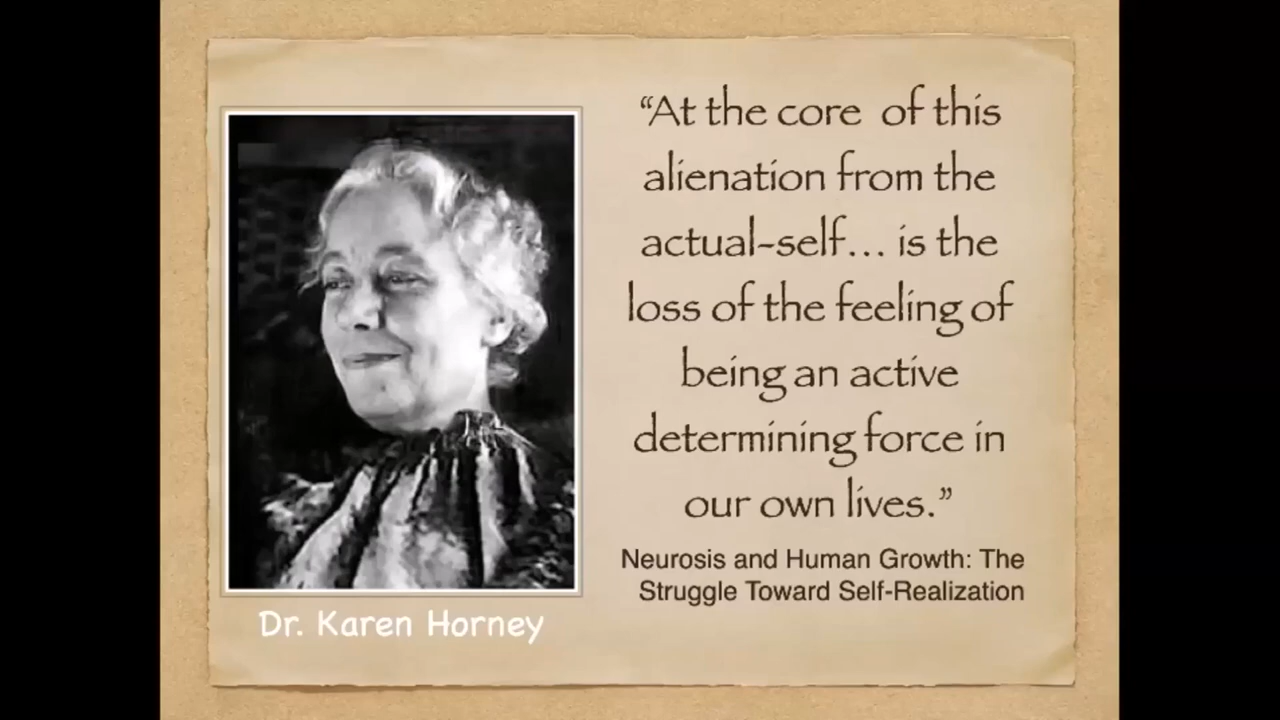 “At the core of this
alienation from the
actual-self... is the
loss of the feeling of
being an active
determining force in
our own lives.”
Neurosis and Human Growth: The
Struggle Toward Self-Realization
Dr. Karen Horney